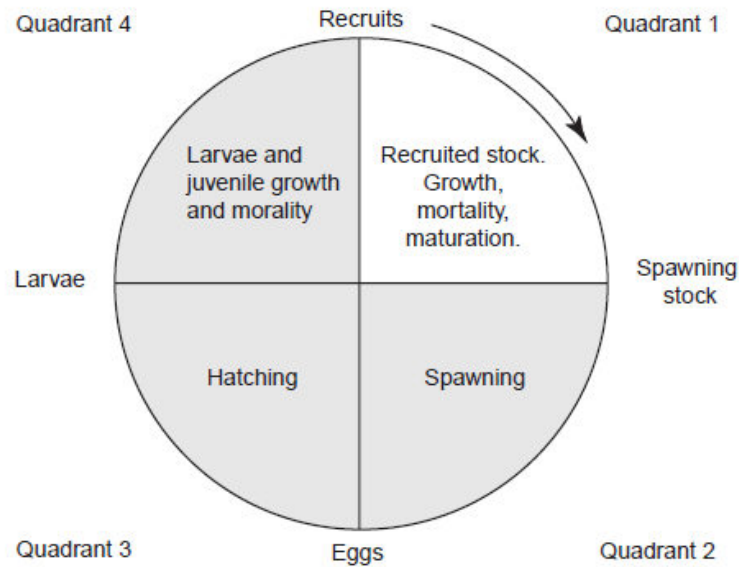 Quadrant 4
Recruits
Quadrant 1
Larvae and
juvenile growth
and morality
Recruited stock.
Growth,
mortality,
maturation.
Larvae
Spawning
stock
Hatching
Spawning
Quadrant 3
Eggs
Quadrant 2